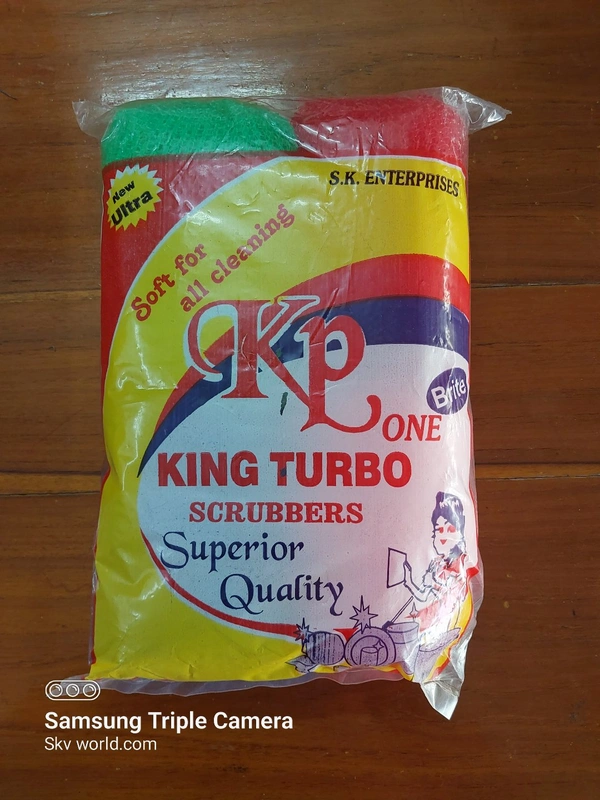 S.K. ENTERPRISES
New
Ultra
Soft for
all cleaning
Kp
Brite
ONE
KING TURBO
SCRUBBERS
Superior
Quality
Samsung Triple Camera
Skv world.com